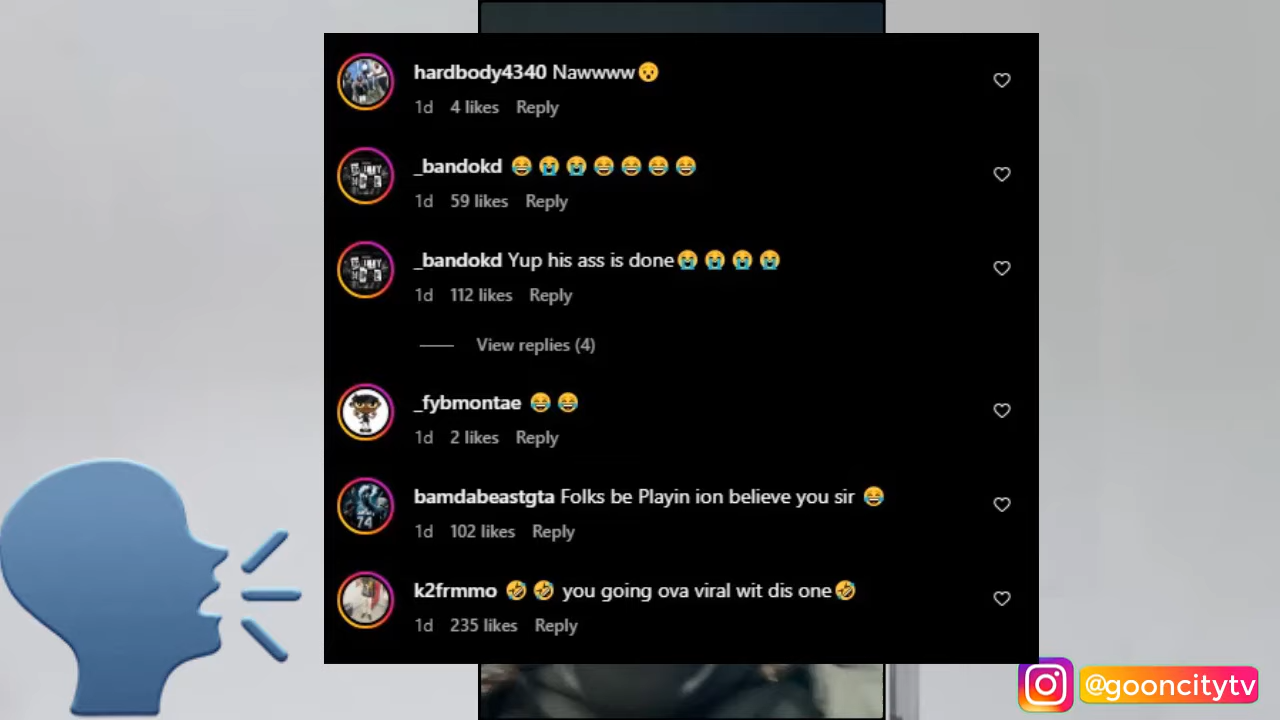 hardbody4340 Nawwww😯
1d 4 likes Reply
_bandokd 😂😭😭😂😂😂😂
1d 59 likes Reply
_bandokd Yup his ass is done😭😭😭😭
1d 112 likes Reply
View replies (4)
_fybmontae 😂😂
1d 2 likes Reply
bamdabeastgta Folks be Playin ion believe you sir 😂
74
1d 102 likes Reply
k2frmmo 🤣🤣 you going ova viral wit dis one🤣
1d 235 likes Reply
@gooncitytv